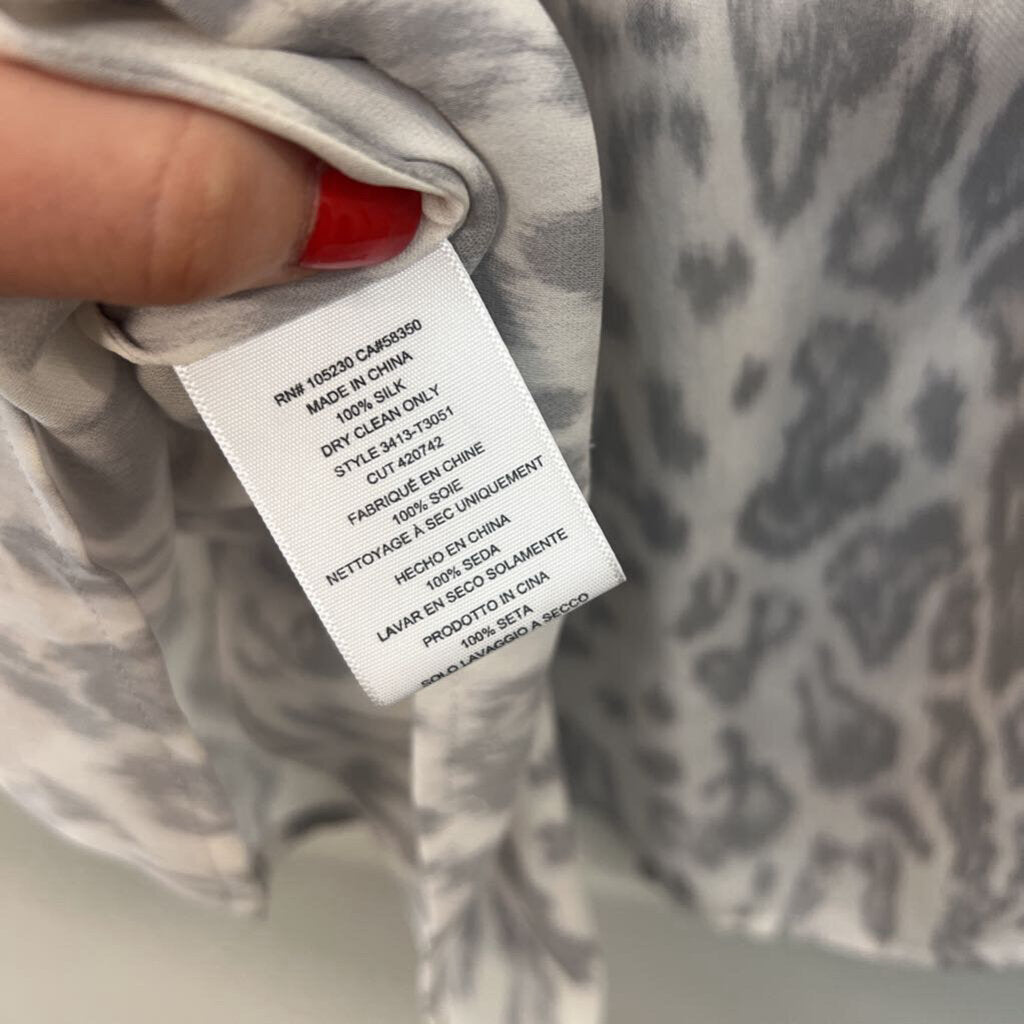 RN# 105230 CA#58350
MADE IN CHINA
100% SILK
DRY CLEAN ONLY
STYLE 3413-T3051
CUT 420742
FABRIQUÉ EN CHINE
100% SOIE
NETTOYAGE À SEC UNIQUEMENT
HECHO EN CHINA
100% SEDA
LAVAR EN SECO SOLAMENTE
PRODOTTO IN CINA
100% SETA
SOLO LAVAGGIO A SECCO